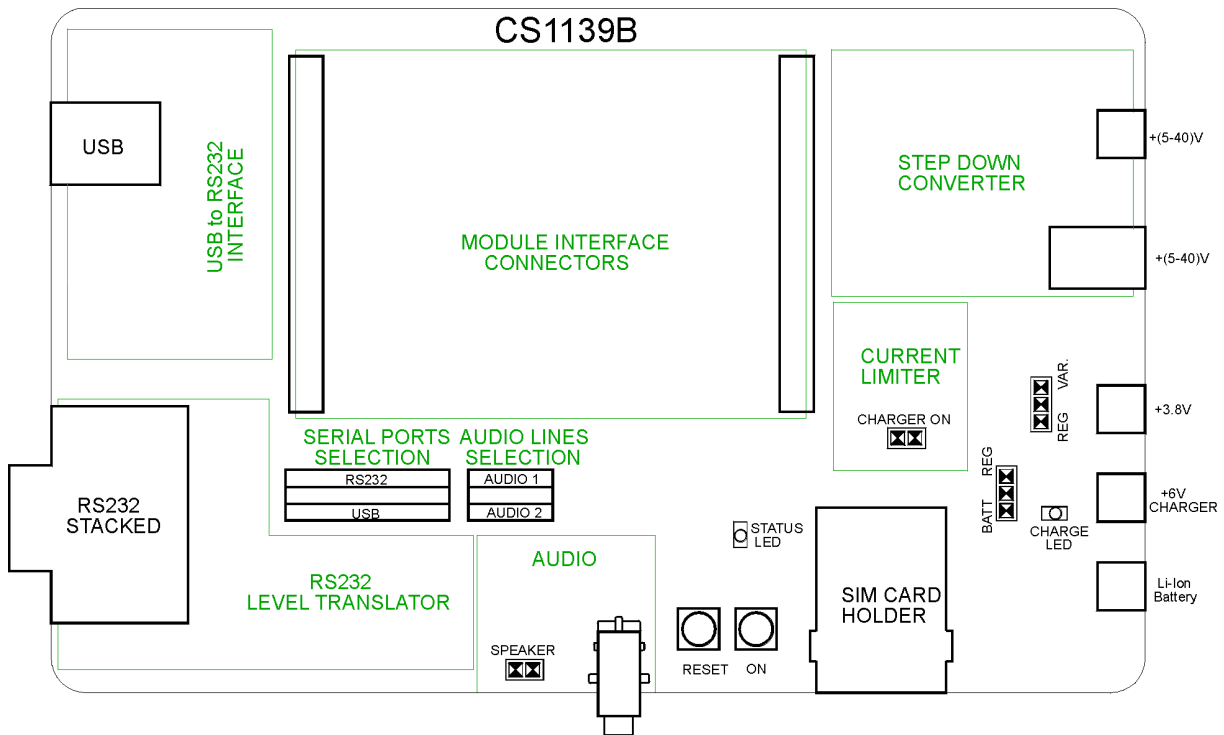 CS1139B
USB
USB to RS232
INTERFACE
MODULE INTERFACE
CONNECTORS
STEP DOWN
CONVERTER
+(5-40)V
+(5-40)V
CURRENT
LIMITER
CHARGER ON
VAR.
REG
+3.8V
SERIAL PORTS
SELECTION
RS232
USB
AUDIO LINES
SELECTION
AUDIO 1
AUDIO 2
REG
BATT
+6V
CHARGER
CHARGE
LED
RS232
STACKED
STATUS
LED
AUDIO
RS232
LEVEL TRANSLATOR
SIM CARD
HOLDER
Li-Ion
Battery
SPEAKER
RESET
ON